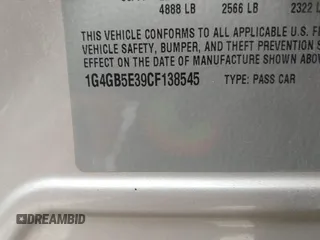 4888 LB 2566 LB 2322 L
THIS VEHICLE CONFORMS TO ALL APPLICABLE U.S. F
VEHICLE SAFETY, BUMPER, AND THEFT PREVENTION S
EFFECT ON THE DATE OF MANUFACTURE SHOWN ABOV
1G4GB5E39CF138545 TYPE: PASS CAR
DREAMBID